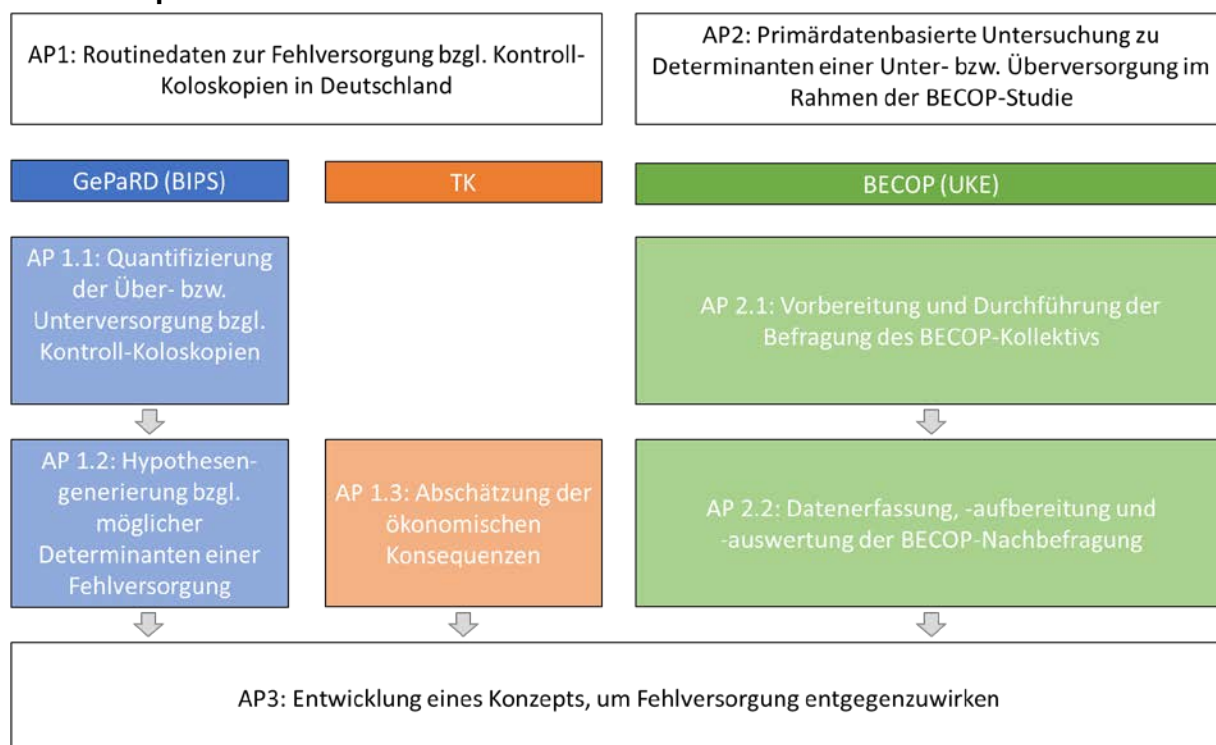 AP1: Routinedaten zur Fehlversorgung bzgl. Kontroll-
Koloskopien in Deutschland
AP2: Primärdatenbasierte Untersuchung zu
Determinanten einer Unter- bzw. Überversorgung im
Rahmen der BECOP-Studie
GePaRD (BIPS)
TK
BECOP (UKE)
AP 1.1: Quantifizierung
der Über- bzw.
Unterversorgung bzgl.
Kontroll-Koloskopien
AP 2.1: Vorbereitung und Durchführung der
Befragung des BECOP-Kollektivs
AP 1.2: Hypothesen-
generierung bzgl.
möglicher
Determinanten einer
Fehlversorgung
AP 1.3: Abschätzung der
ökonomischen
Konsequenzen
AP 2.2: Datenerfassung, -aufbereitung und
-auswertung der BECOP-Nachbefragung
AP3: Entwicklung eines Konzepts, um Fehlversorgung entgegenzuwirken